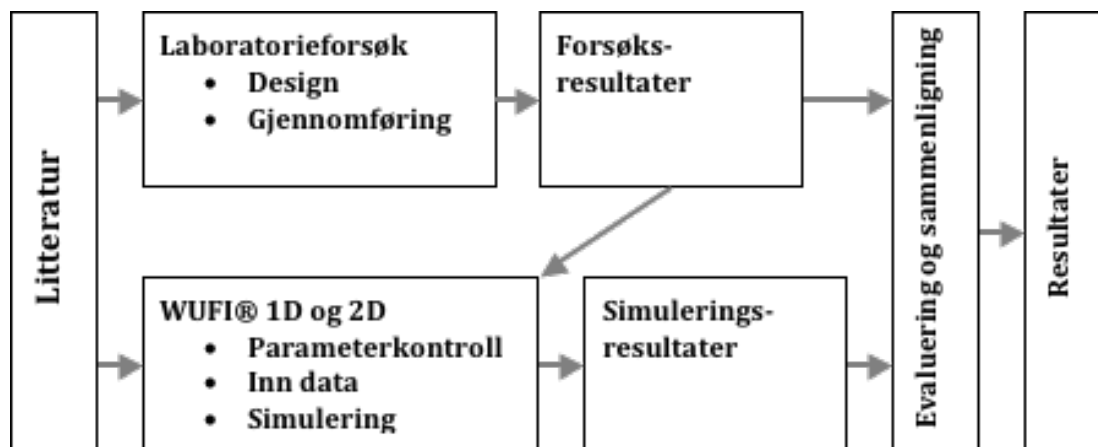 Litteratur
Laboratorieforsøk
• Design
• Gjennomføring
Forsøks-
resultater
WUFI® 1D og 2D
• Parameterkontroll
• Inn data
• Simulering
Simulerings-
resultater
Evaluering og sammenligning
Resultater